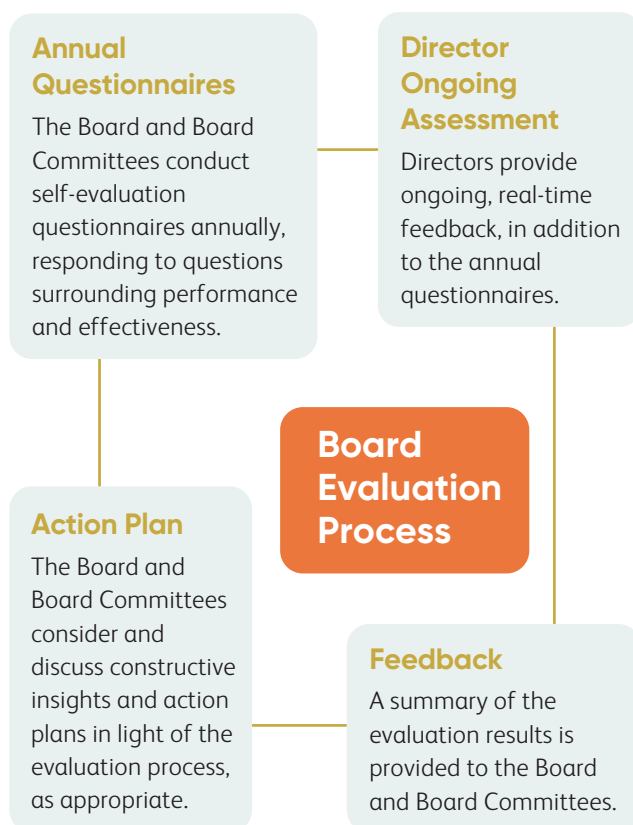 Annual
Questionnaires
The Board and Board
Committees conduct
self-evaluation
questionnaires annually,
responding to questions
surrounding performance
and effectiveness.
Director
Ongoing
Assessment
Directors provide
ongoing, real-time
feedback, in addition
to the annual
questionnaires.
Board
Evaluation
Process
Action Plan
The Board and
Board Committees
consider and
discuss constructive
insights and action
plans in light of the
evaluation process,
as appropriate.
Feedback
A summary of the
evaluation results is
provided to the Board
and Board Committees.